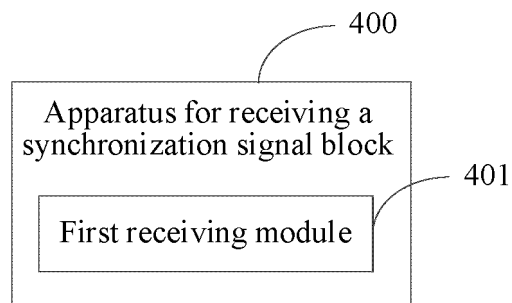 400
Apparatus for receiving a
synchronization signal block
401
First receiving module